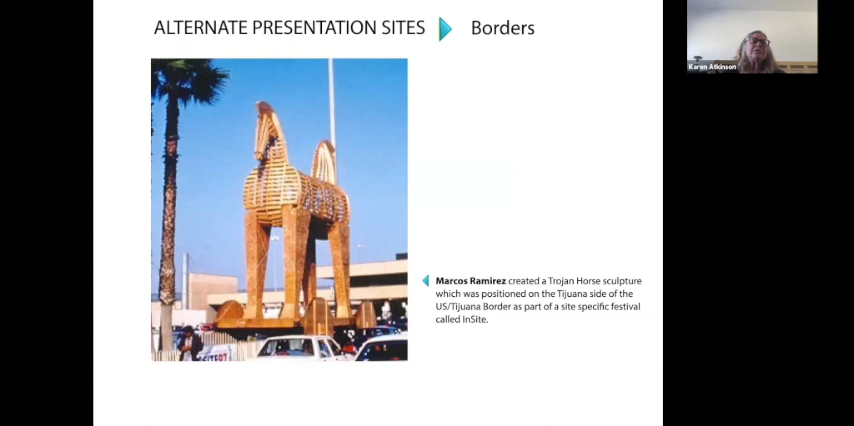 ALTERNATE PRESENTATION SITES Borders
Karen Atkinson
Marcos Ramirez created a Trojan Horse sculpture
which was positioned on the Tijuana side of the
US/Tijuana Border as part of a site specific festival
called InSite.